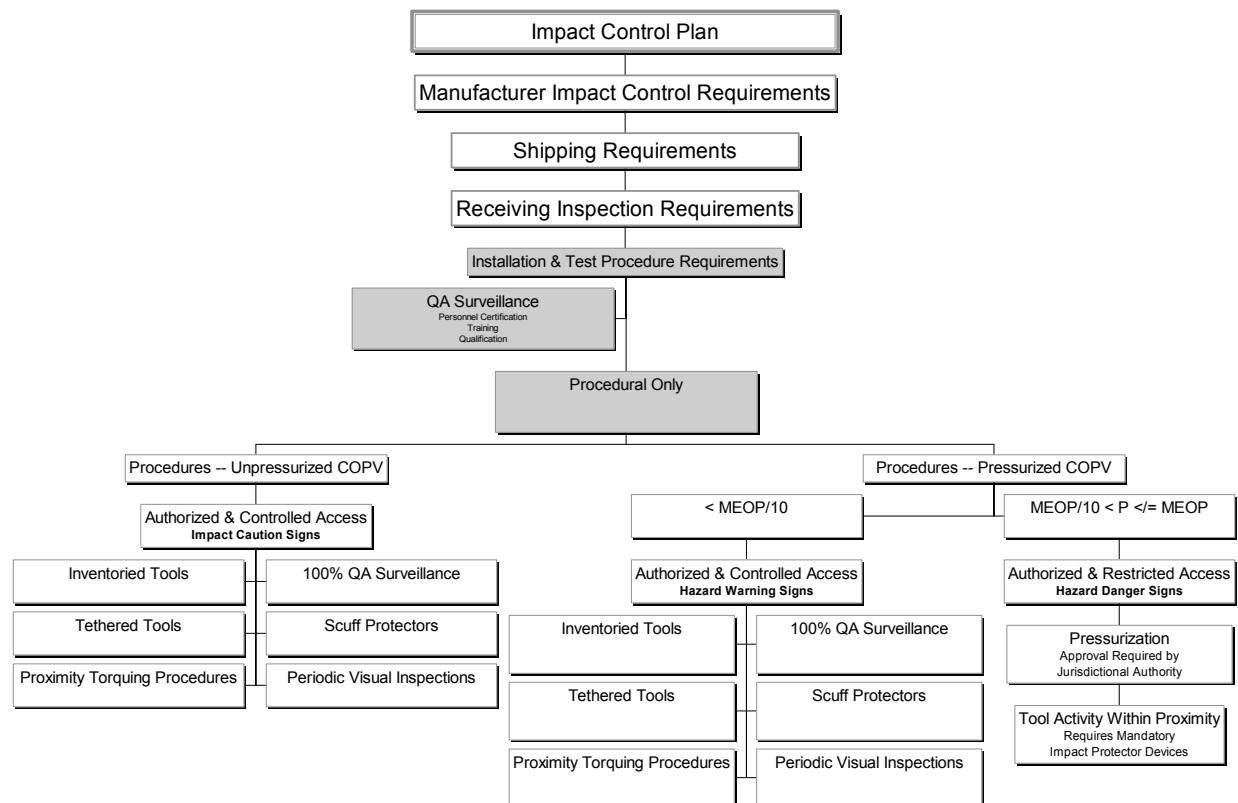 Impact Control Plan
Manufacturer Impact Control Requirements
Shipping Requirements
Receiving Inspection Requirements
Installation & Test Procedure Requirements
QA Surveillance
Personnel Certification
Training
Qualification
Procedural Only
Procedures -- Unpressurized COPV
Authorized & Controlled Access
Impact Caution Signs
Inventoried Tools
100% QA Surveillance
Tethered Tools
Scuff Protectors
Proximity Torquing Procedures
Periodic Visual Inspections
Procedures -- Pressurized COPV
< MEOP/10
Authorized & Controlled Access
Hazard Warning Signs
Inventoried Tools
100% QA Surveillance
Tethered Tools
Scuff Protectors
Proximity Torquing Procedures
Periodic Visual Inspections
MEOP/10 < P </= MEOP
Authorized & Restricted Access
Hazard Danger Signs
Pressurization
Approval Required by
Jurisdictional Authority
Tool Activity Within Proximity
Requires Mandatory
Impact Protector Devices